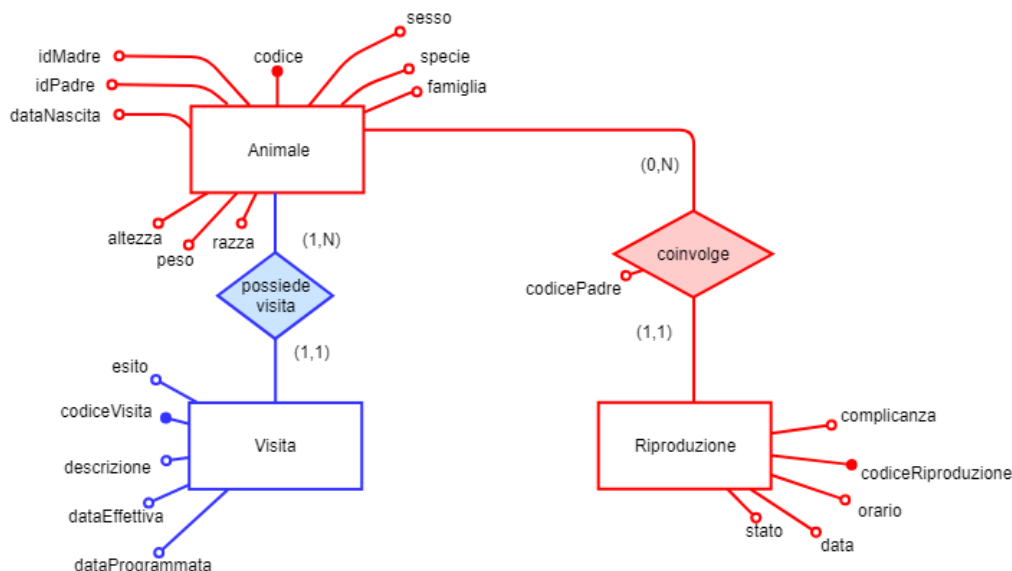 sesso
idMadre
codice
specie
idPadre
famiglia
dataNascita
Animale
(0,N)
altezza
razza
(1,N)
peso
coinvolge
possiede
visita
codicePadre
(1,1)
(1,1)
esito
codiceVisita
complicanza
Visita
Riproduzione
descrizione
codiceRiproduzione
dataEffettiva
orario
stato
data
dataProgrammata